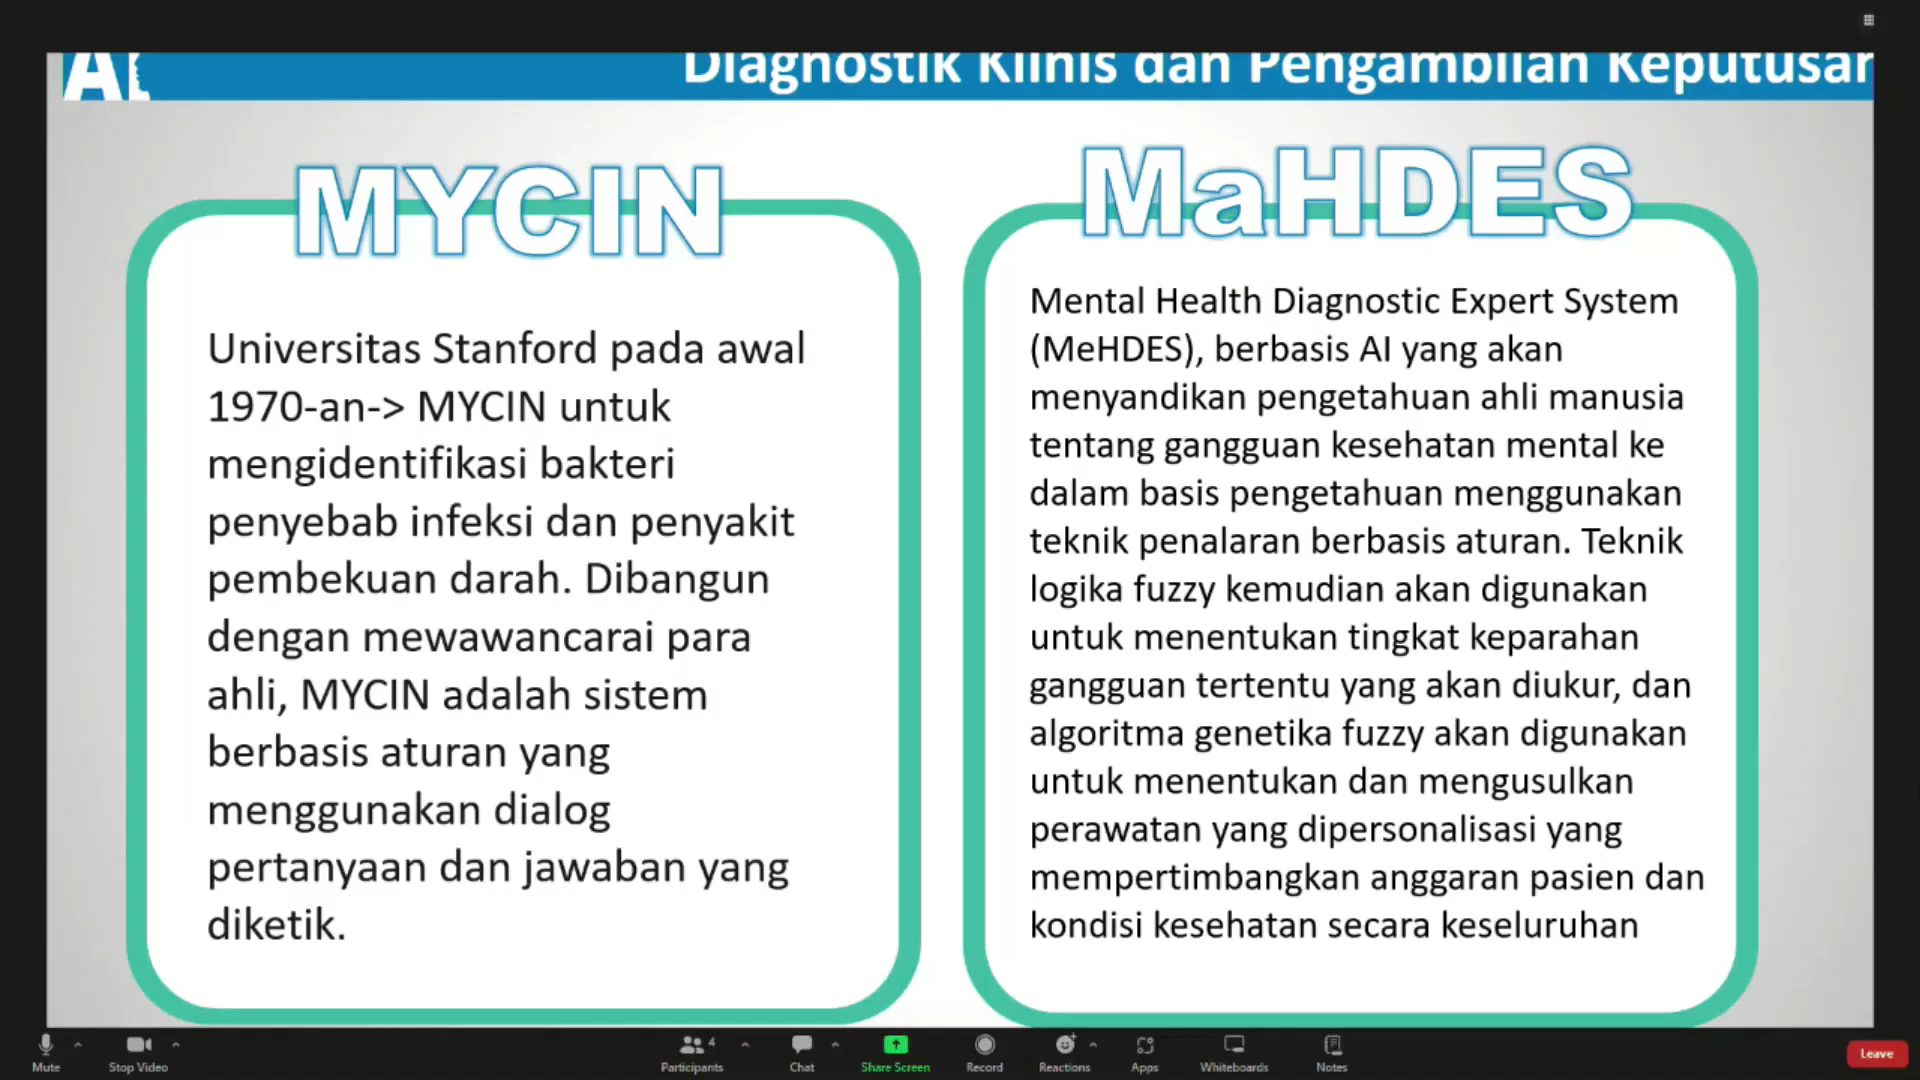 AI
Diagnostik Klinis dan Pengambilan Keputusan
MYCIN
Universitas Stanford pada awal
1970-an-> MYCIN untuk
mengidentifikasi bakteri
penyebab infeksi dan penyakit
pembekuan darah. Dibangun
dengan mewawancarai para
ahli, MYCIN adalah sistem
berbasis aturan yang
menggunakan dialog
pertanyaan dan jawaban yang
diketik.
MaHDES
Mental Health Diagnostic Expert System
(MeHDES), berbasis AI yang akan
menyandikan pengetahuan ahli manusia
tentang gangguan kesehatan mental ke
dalam basis pengetahuan menggunakan
teknik penalaran berbasis aturan. Teknik
logika fuzzy kemudian akan digunakan
untuk menentukan tingkat keparahan
gangguan tertentu yang akan diukur, dan
algoritma genetika fuzzy akan digunakan
untuk menentukan dan mengusulkan
perawatan yang dipersonalisasi yang
mempertimbangkan anggaran pasien dan
kondisi kesehatan secara keseluruhan
Mute
Stop Video
4
Participants
Chat
Share Screen
Record
Reactions
Apps
Whiteboards
Notes
Leave